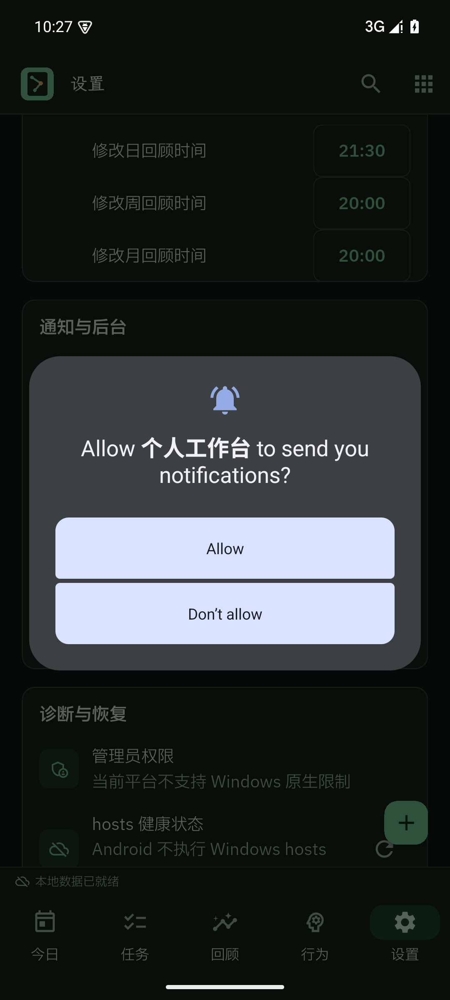 10:27
3G
设置
修改日回顾时间
21:30
修改周回顾时间
20:00
修改月回顾时间
20:00
通知与后台
Allow 个人工作台 to send you
notifications?
Allow
Don't allow
诊断与恢复
管理员权限
当前平台不支持 Windows 原生限制
hosts 健康状态
Android 不执行 Windows hosts
本地数据已就绪
今日
任务
回顾
行为
设置